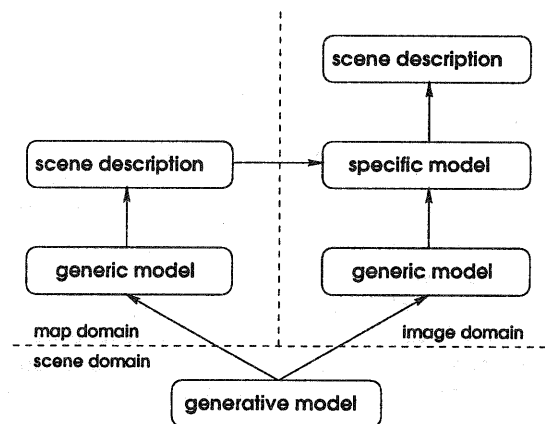 scene description
scene description
specific model
generic model
generic model
map domain
image domain
scene domain
generative model